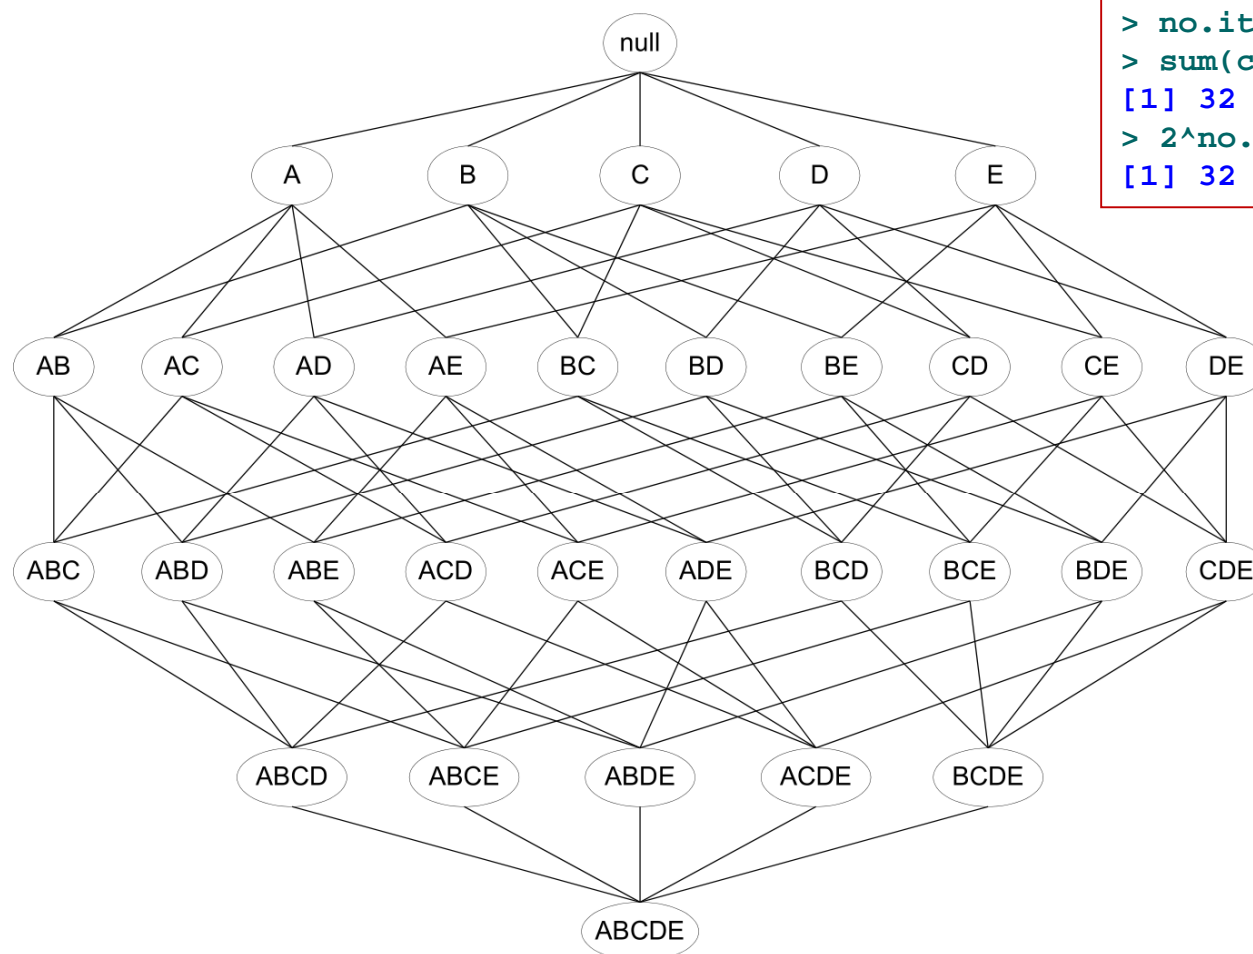 null
> no.it
> sum(c
[1] 32
> 2^no.
[1] 32
A B C D E
AB AC AD AE BC BD BE CD CE DE
ABC ABD ABE ACD ACE ADE BCD BCE BDE CDE
ABCD ABCE ABDE ACDE BCDE
ABCDE